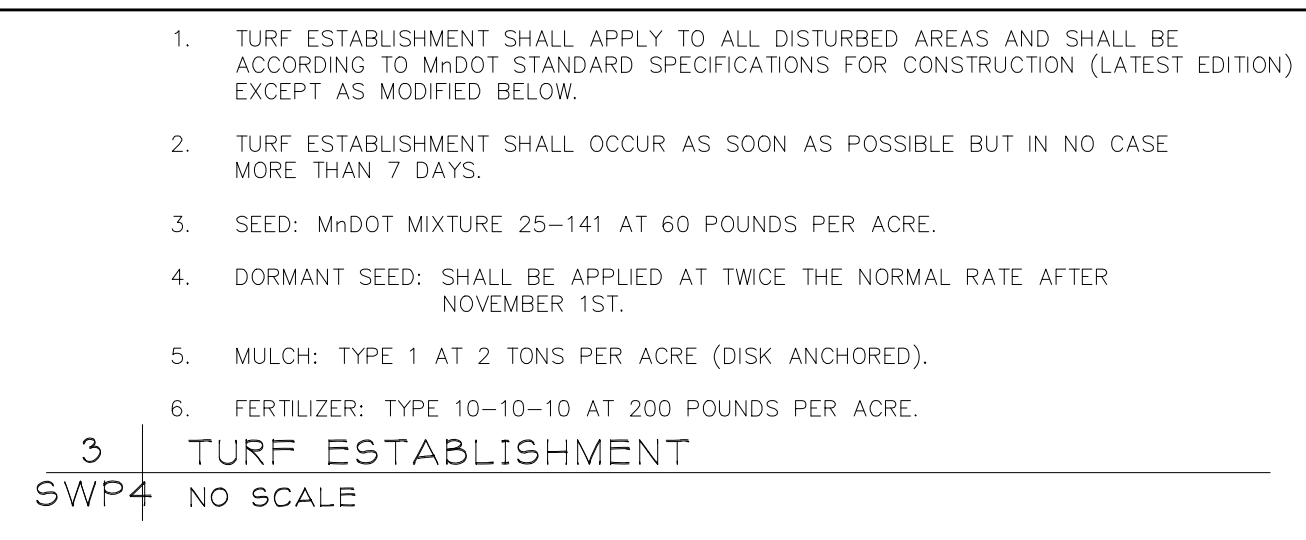 1. TURF ESTABLISHMENT SHALL APPLY TO ALL DISTURBED AREAS AND SHALL BE
ACCORDING TO MnDOT STANDARD SPECIFICATIONS FOR CONSTRUCTION (LATEST EDITION)
EXCEPT AS MODIFIED BELOW.
2. TURF ESTABLISHMENT SHALL OCCUR AS SOON AS POSSIBLE BUT IN NO CASE
MORE THAN 7 DAYS.
3. SEED: MnDOT MIXTURE 25-141 AT 60 POUNDS PER ACRE.
4. DORMANT SEED: SHALL BE APPLIED AT TWICE THE NORMAL RATE AFTER
NOVEMBER 1ST.
5. MULCH: TYPE 1 AT 2 TONS PER ACRE (DISK ANCHORED).
6. FERTILIZER: TYPE 10-10-10 AT 200 POUNDS PER ACRE.
3 TURF ESTABLISHMENT
SWP4 NO SCALE